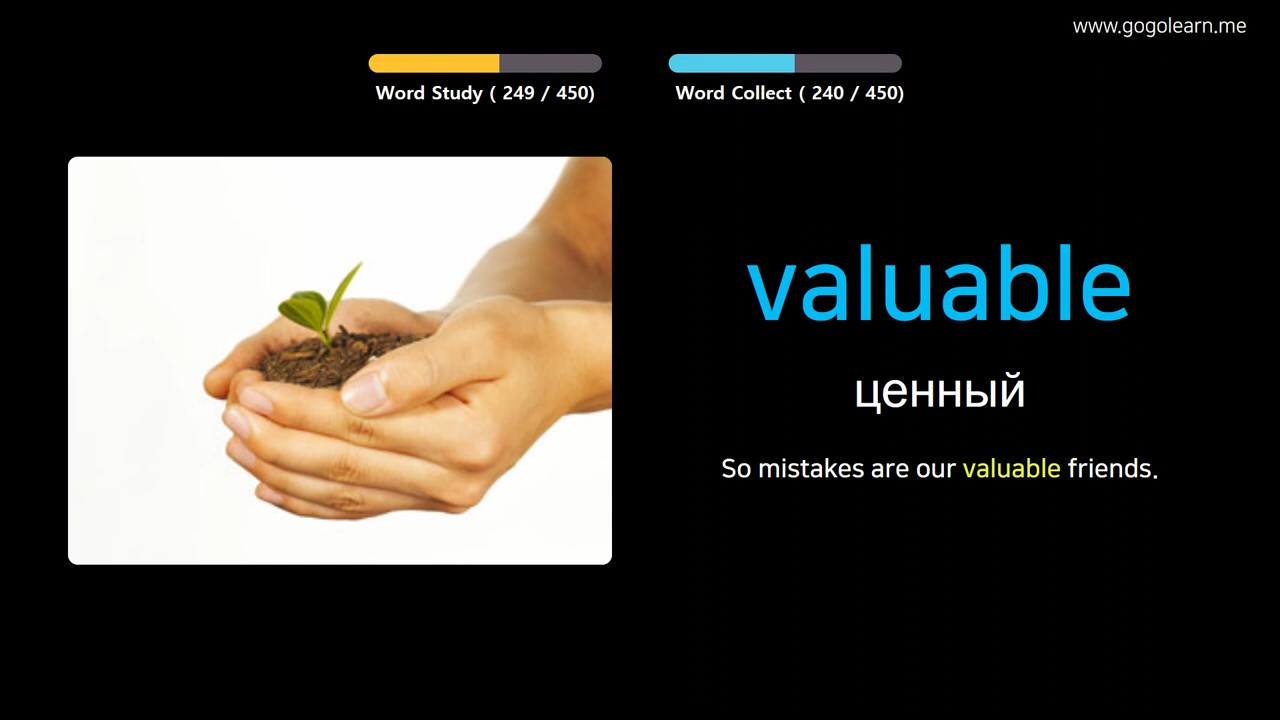 www.gogolearn.me
Word Study ( 249 / 450)
Word Collect ( 240 / 450)
valuable
ценный
So mistakes are our valuable friends.